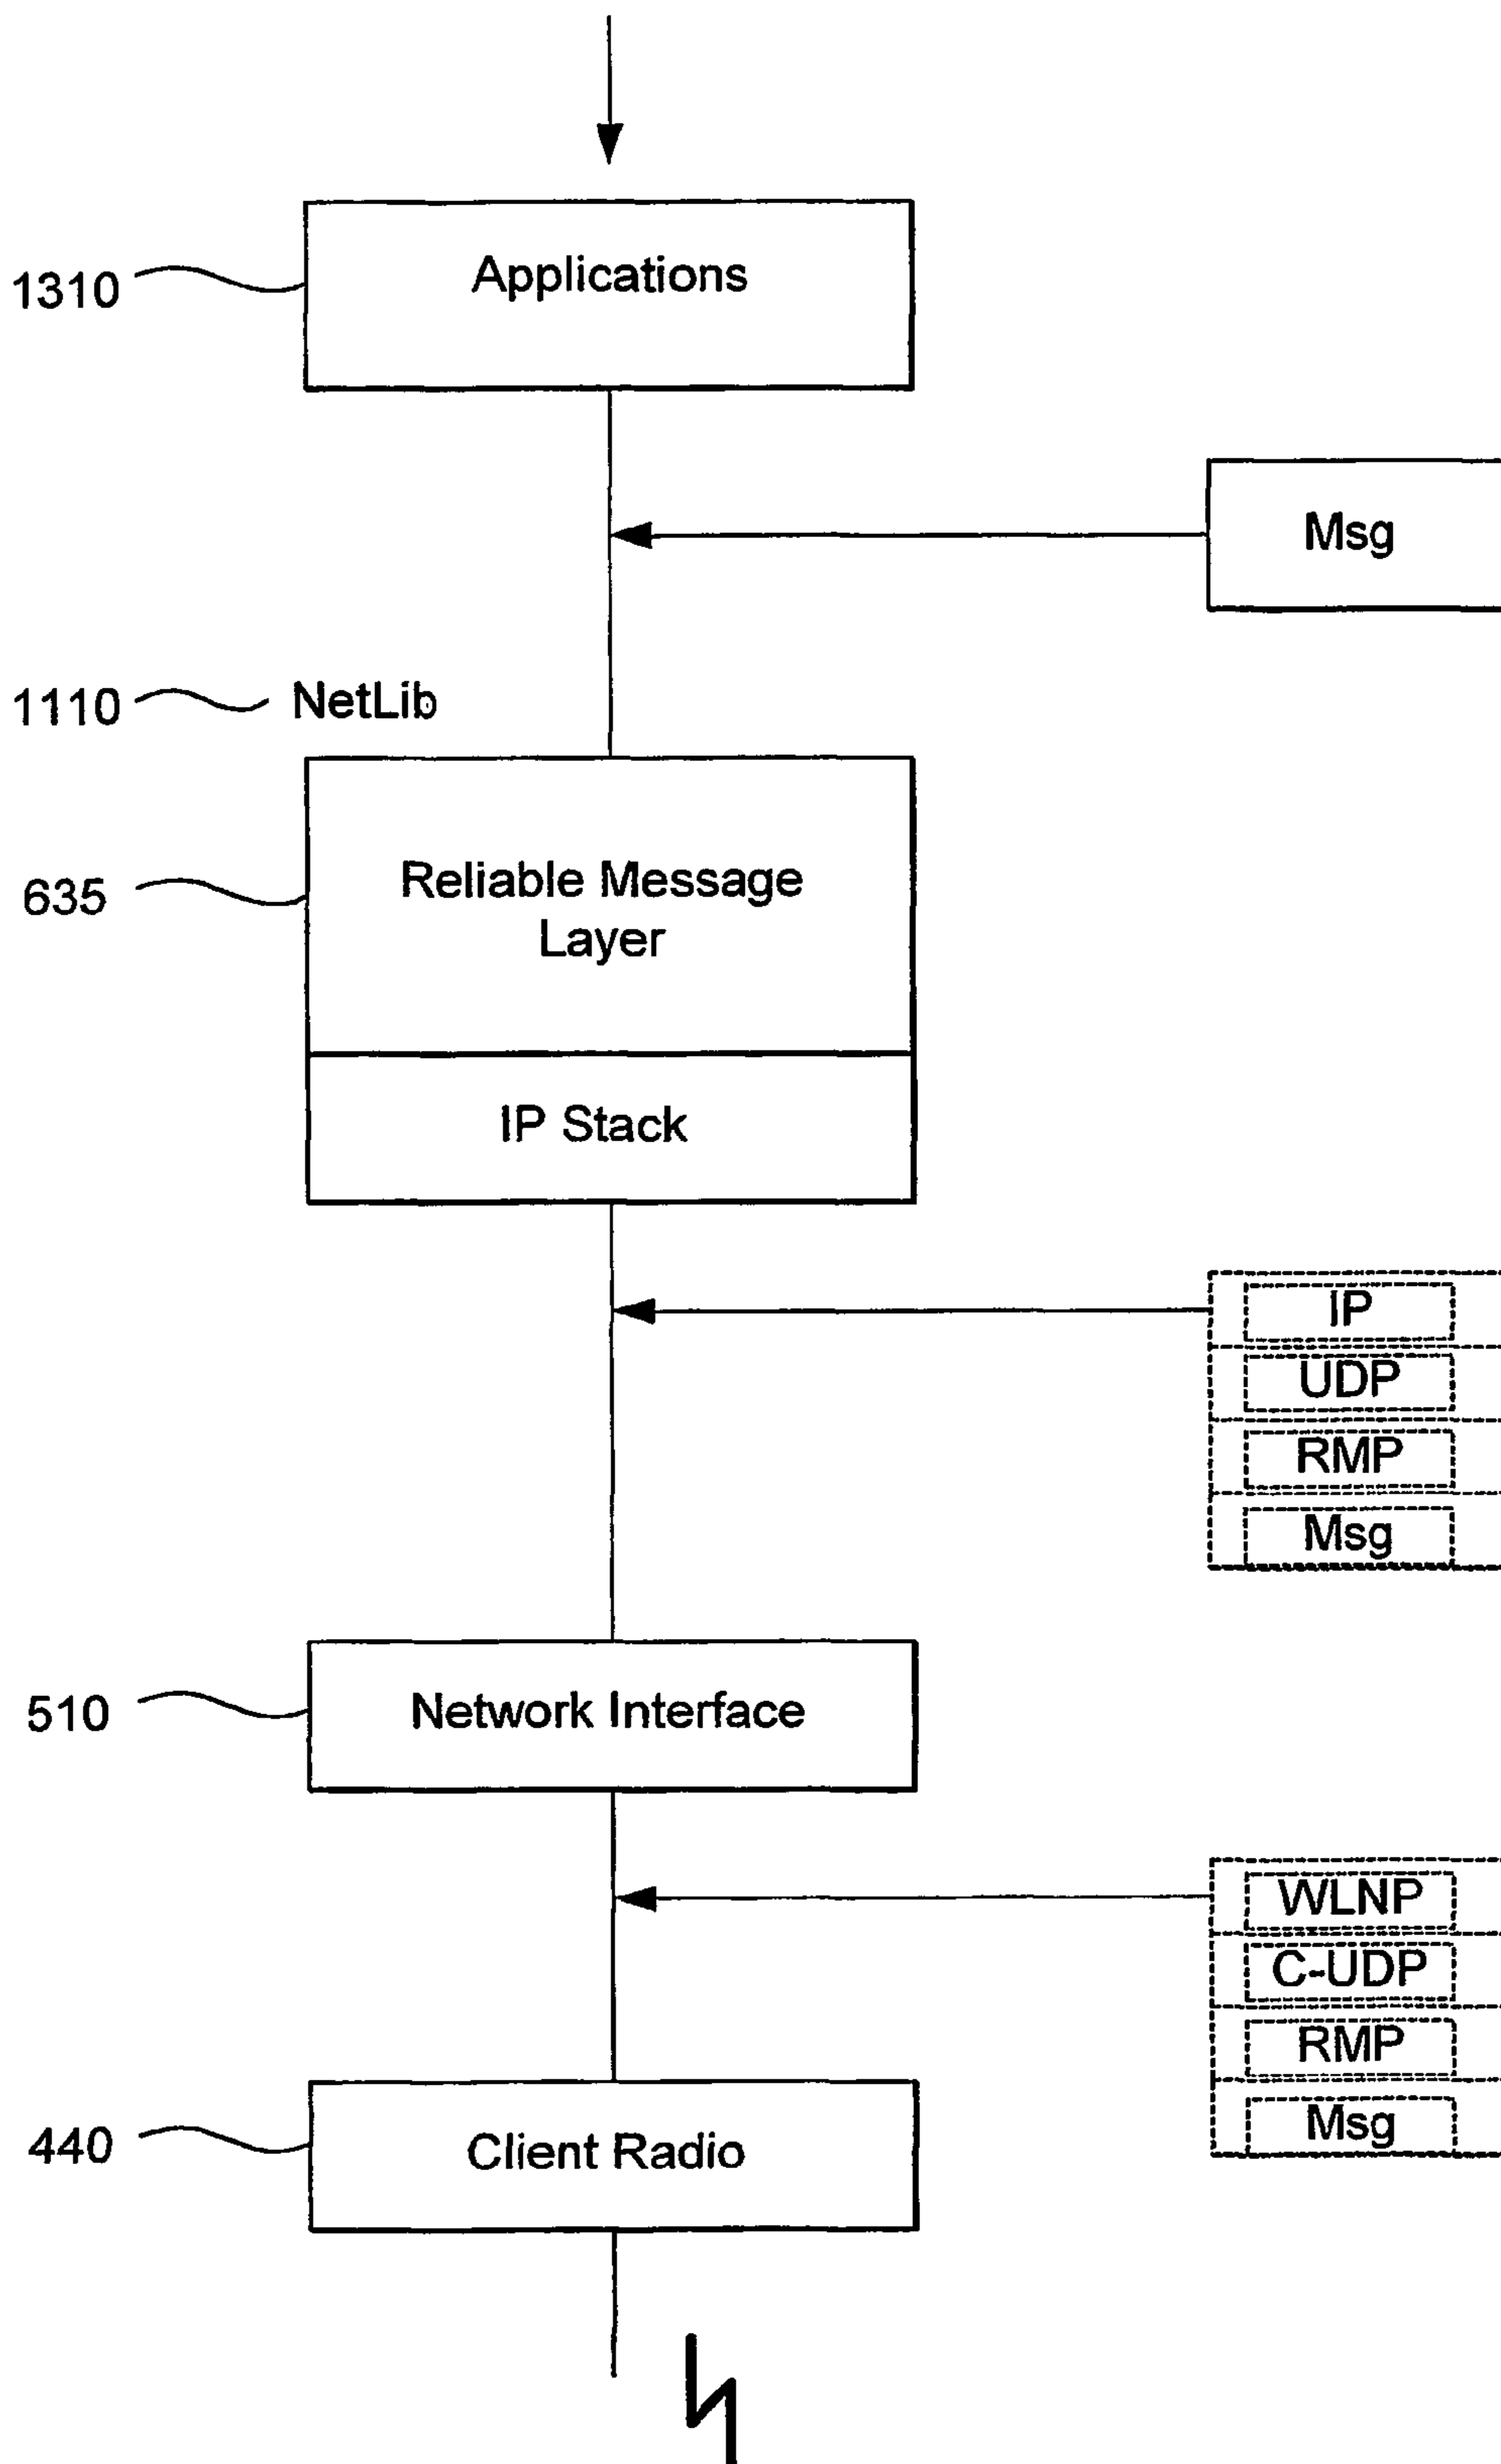 Applications
1310
Msg
1110 NetLib
635
Reliable Message
Layer
IP Stack
IP
UDP
RMP
Msg
510
Network Interface
WLNP
C-UDP
RMP
Msg
440
Client Radio